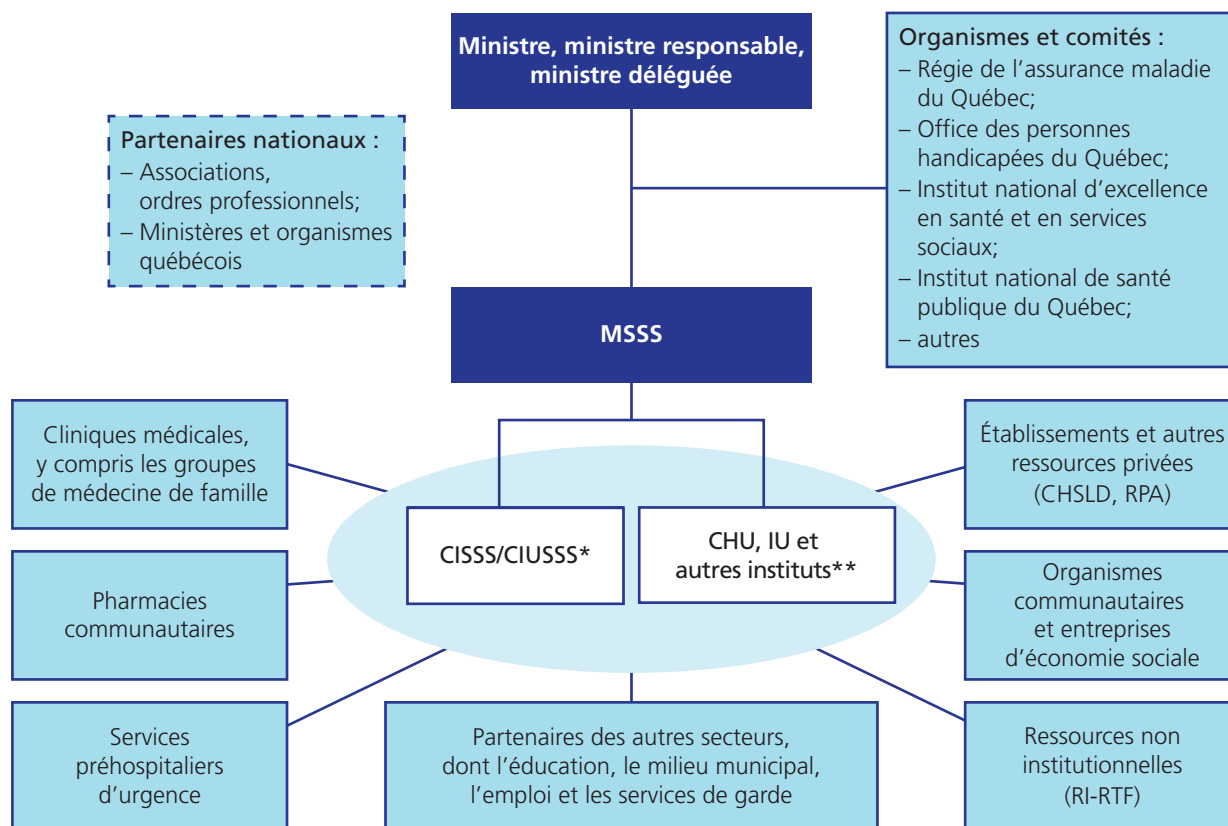 Ministre, ministre responsable,
ministre déléguée
Organismes et comités :
– Régie de l’assurance maladie
du Québec;
– Office des personnes
handicapées du Québec;
– Institut national d’excellence
en santé et en services
sociaux;
– Institut national de santé
publique du Québec;
– autres
Partenaires nationaux :
– Associations,
ordres professionnels;
– Ministères et organismes
québécois
MSSS
Cliniques médicales,
y compris les groupes
de médecine de famille
Établissements et autres
ressources privées
(CHSLD, RPA)
CISSS/CIUSSS*
CHU, IU et
autres instituts**
Pharmacies
communautaires
Organismes
communautaires
et entreprises
d’économie sociale
Services
préhospitaliers
d’urgence
Partenaires des autres secteurs,
dont l’éducation, le milieu municipal,
l’emploi et les services de garde
Ressources non
institutionnelles
(RI-RTF)